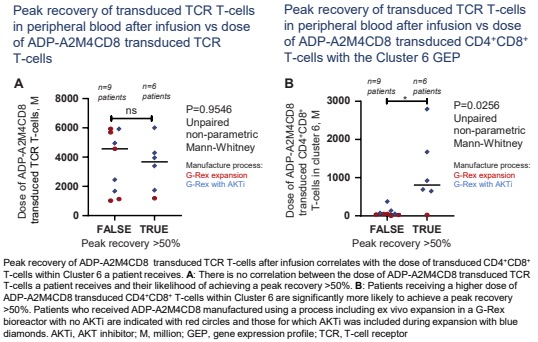 Peak recovery of transduced TCR T-cells
in peripheral blood after infusion vs dose
of ADP-A2M4CD8 transduced TCR
T-cells
A
n=9
patients
n=6
patients
ns
8000
6000
4000
2000
0
Dose of ADP-A2M4CD8
transduced TCR T-cells, M
FALSE
TRUE
Peak recovery >50%
P=0.9546
Unpaired
non-parametric
Mann-Whitney
Manufacture process:
G-Rex expansion
G-Rex with AKTi
Peak recovery of transduced TCR T-cells
in peripheral blood after infusion vs dose
of ADP-A2M4CD8 transduced CD4⁺CD8⁺
T-cells with the Cluster 6 GEP
B
n=9
patients
n=6
patients
*
3000
2000
1000
0
Dose of ADP-A2M4CD8
transduced CD4⁺CD8⁺
T-cells in cluster 6, M
FALSE
TRUE
Peak recovery >50%
P=0.0256
Unpaired
non-parametric
Mann-Whitney
Manufacture process:
G-Rex expansion
G-Rex with AKTi
Peak recovery of ADP-A2M4CD8 transduced TCR T-cells after infusion correlates with the dose of transduced CD4⁺CD8⁺
T-cells within Cluster 6 a patient receives. A: There is no correlation between the dose of ADP-A2M4CD8 transduced TCR
T-cells a patient receives and their likelihood of achieving a peak recovery >50%. B: Patients receiving a higher dose of
ADP-A2M4CD8 transduced CD4⁺CD8⁺ T-cells within Cluster 6 are significantly more likely to achieve a peak recovery
>50%. Patients who received ADP-A2M4CD8 manufactured using a process including ex vivo expansion in a G-Rex
bioreactor with no AKTi are indicated with red circles and those for which AKTi was included during expansion with blue
diamonds. AKTi, AKT inhibitor; M, million; GEP, gene expression profile; TCR, T-cell receptor